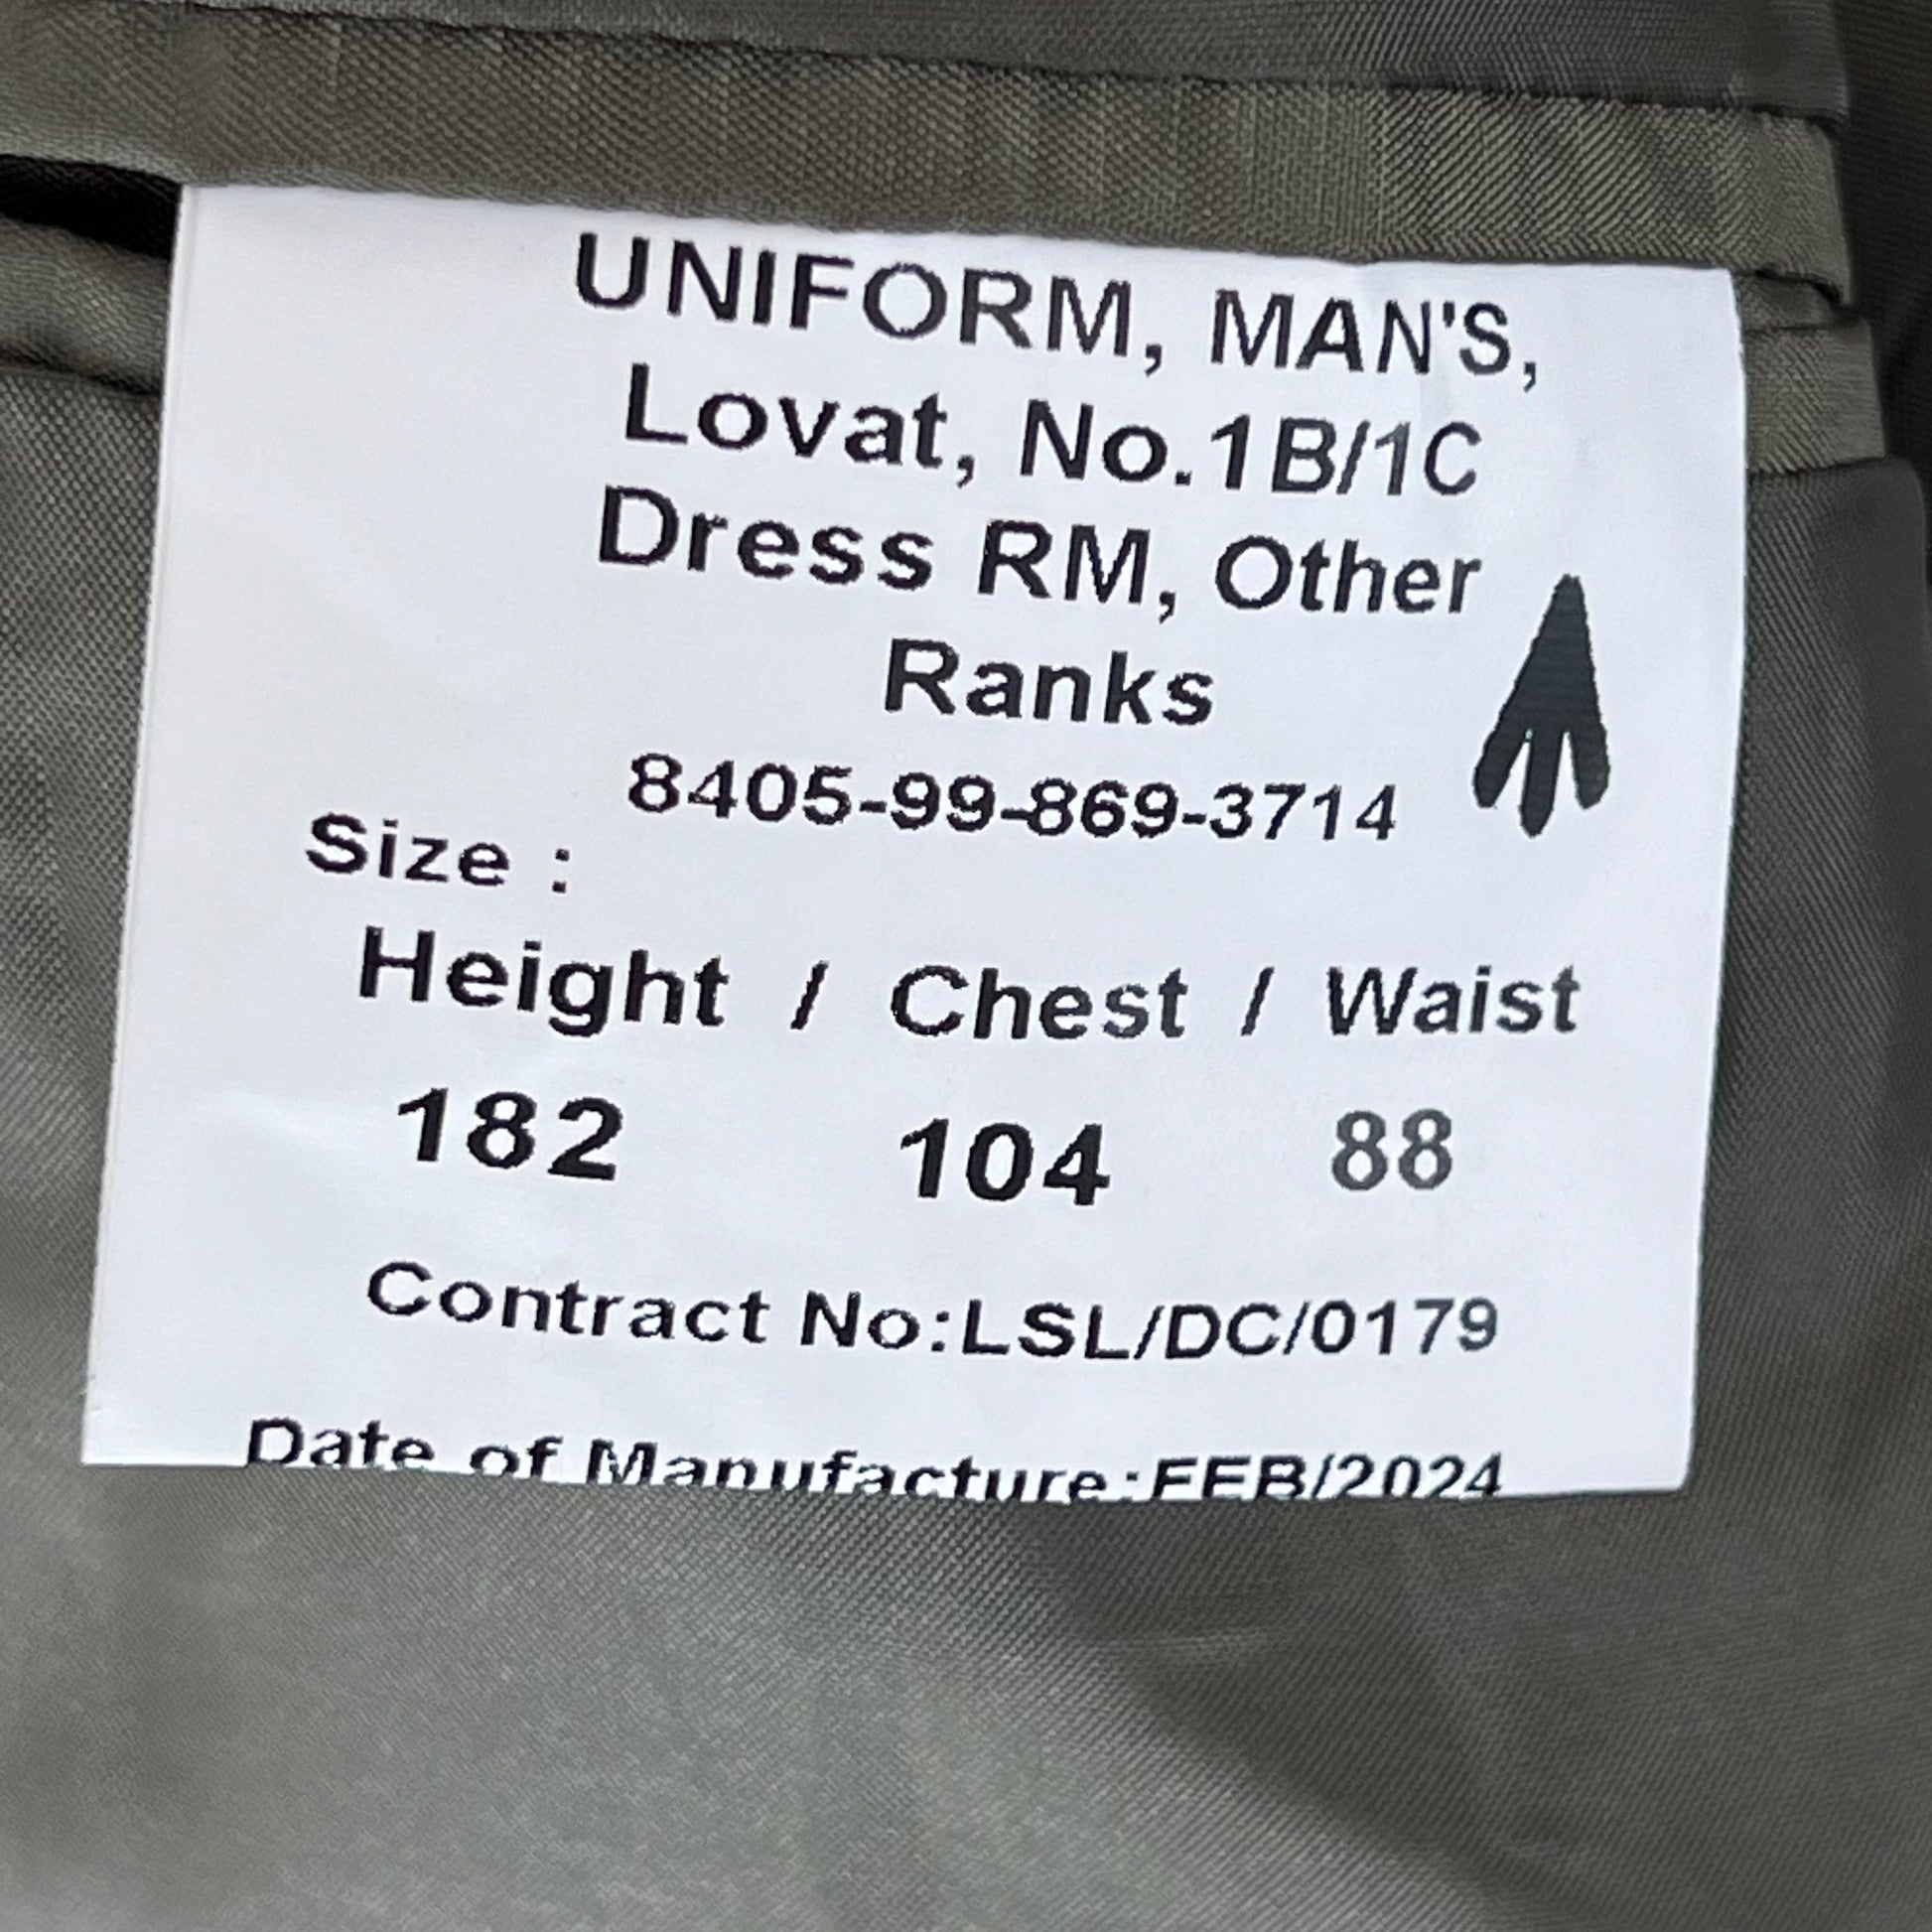 UNIFORM, MAN'S,
Lovat, No.1B/1C
Dress RM, Other
Ranks
8405-99-869-3714
Size :
Height / Chest / Waist
182 104 88
Contract No:LSL/DC/0179
Date of Manufacture:FEB/2024